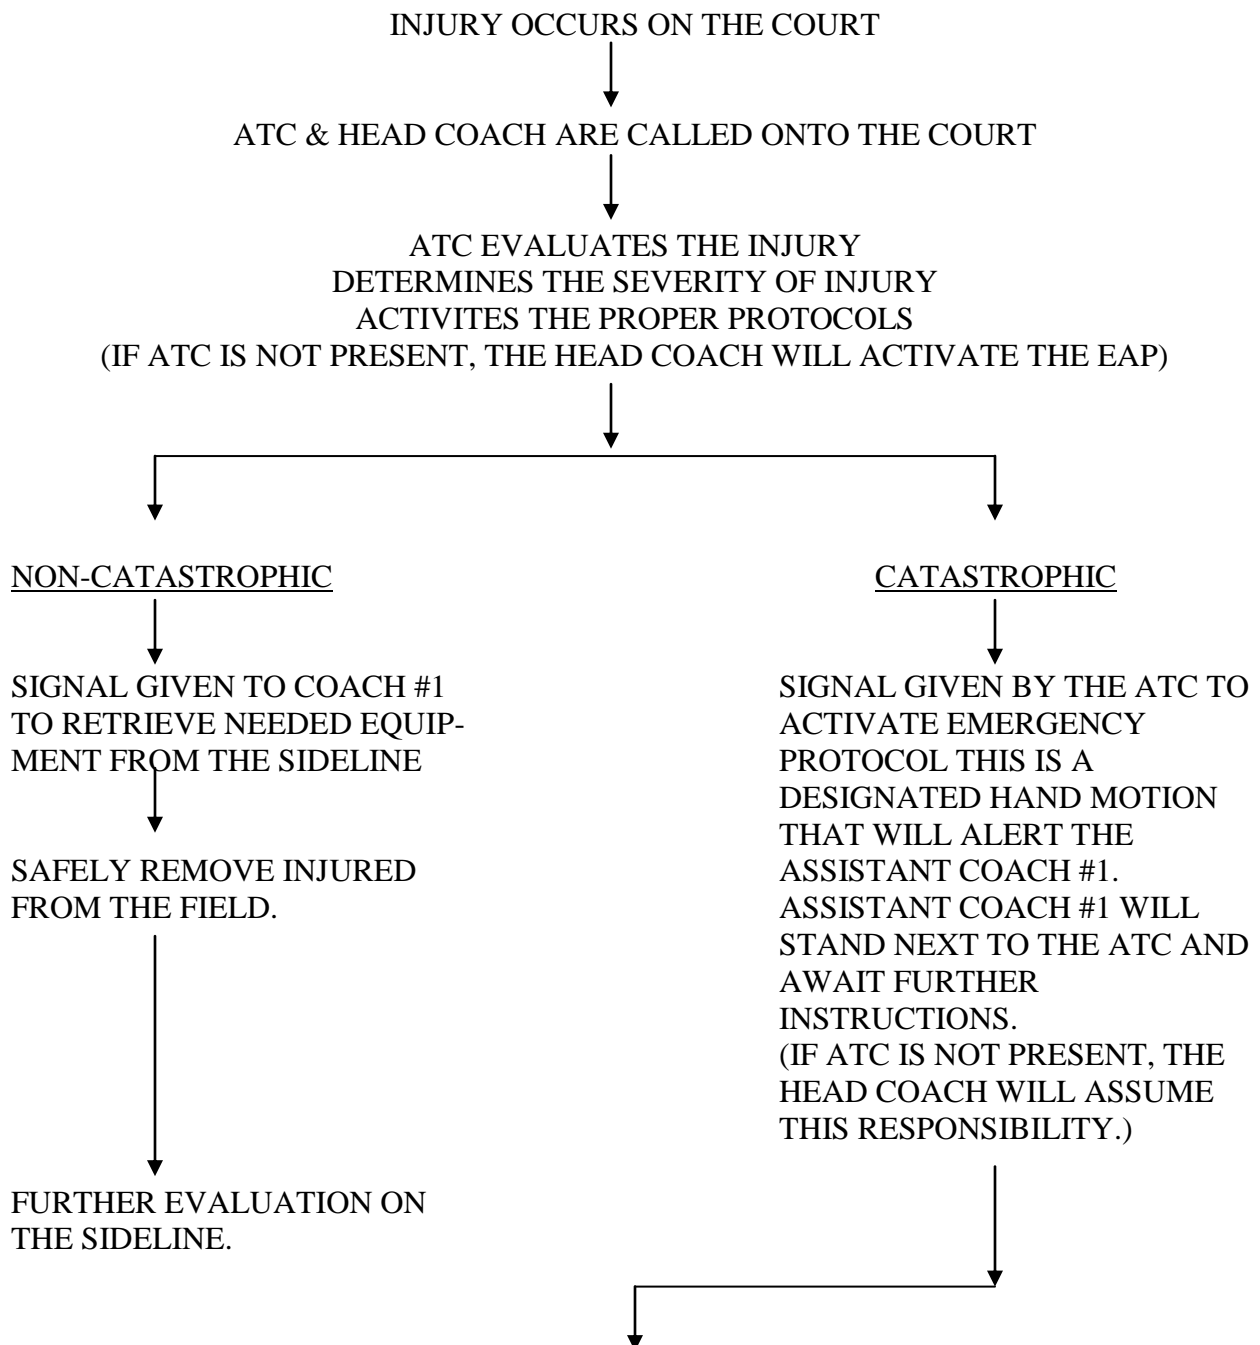 INJURY OCCURS ON THE COURT
ATC & HEAD COACH ARE CALLED ONTO THE COURT
ATC EVALUATES THE INJURY
DETERMINES THE SEVERITY OF INJURY
ACTIVITES THE PROPER PROTOCOLS
(IF ATC IS NOT PRESENT, THE HEAD COACH WILL ACTIVATE THE EAP)
NON-CATASTROPHIC
SIGNAL GIVEN TO COACH #1
TO RETRIEVE NEEDED EQUIP-
MENT FROM THE SIDELINE
SAFELY REMOVE INJURED
FROM THE FIELD.
FURTHER EVALUATION ON
THE SIDELINE.
CATASTROPHIC
SIGNAL GIVEN BY THE ATC TO
ACTIVATE EMERGENCY
PROTOCOL THIS IS A
DESIGNATED HAND MOTION
THAT WILL ALERT THE
ASSISTANT COACH #1.
ASSISTANT COACH #1 WILL
STAND NEXT TO THE ATC AND
AWAIT FURTHER
INSTRUCTIONS.
(IF ATC IS NOT PRESENT, THE
HEAD COACH WILL ASSUME
THIS RESPONSIBILITY.)